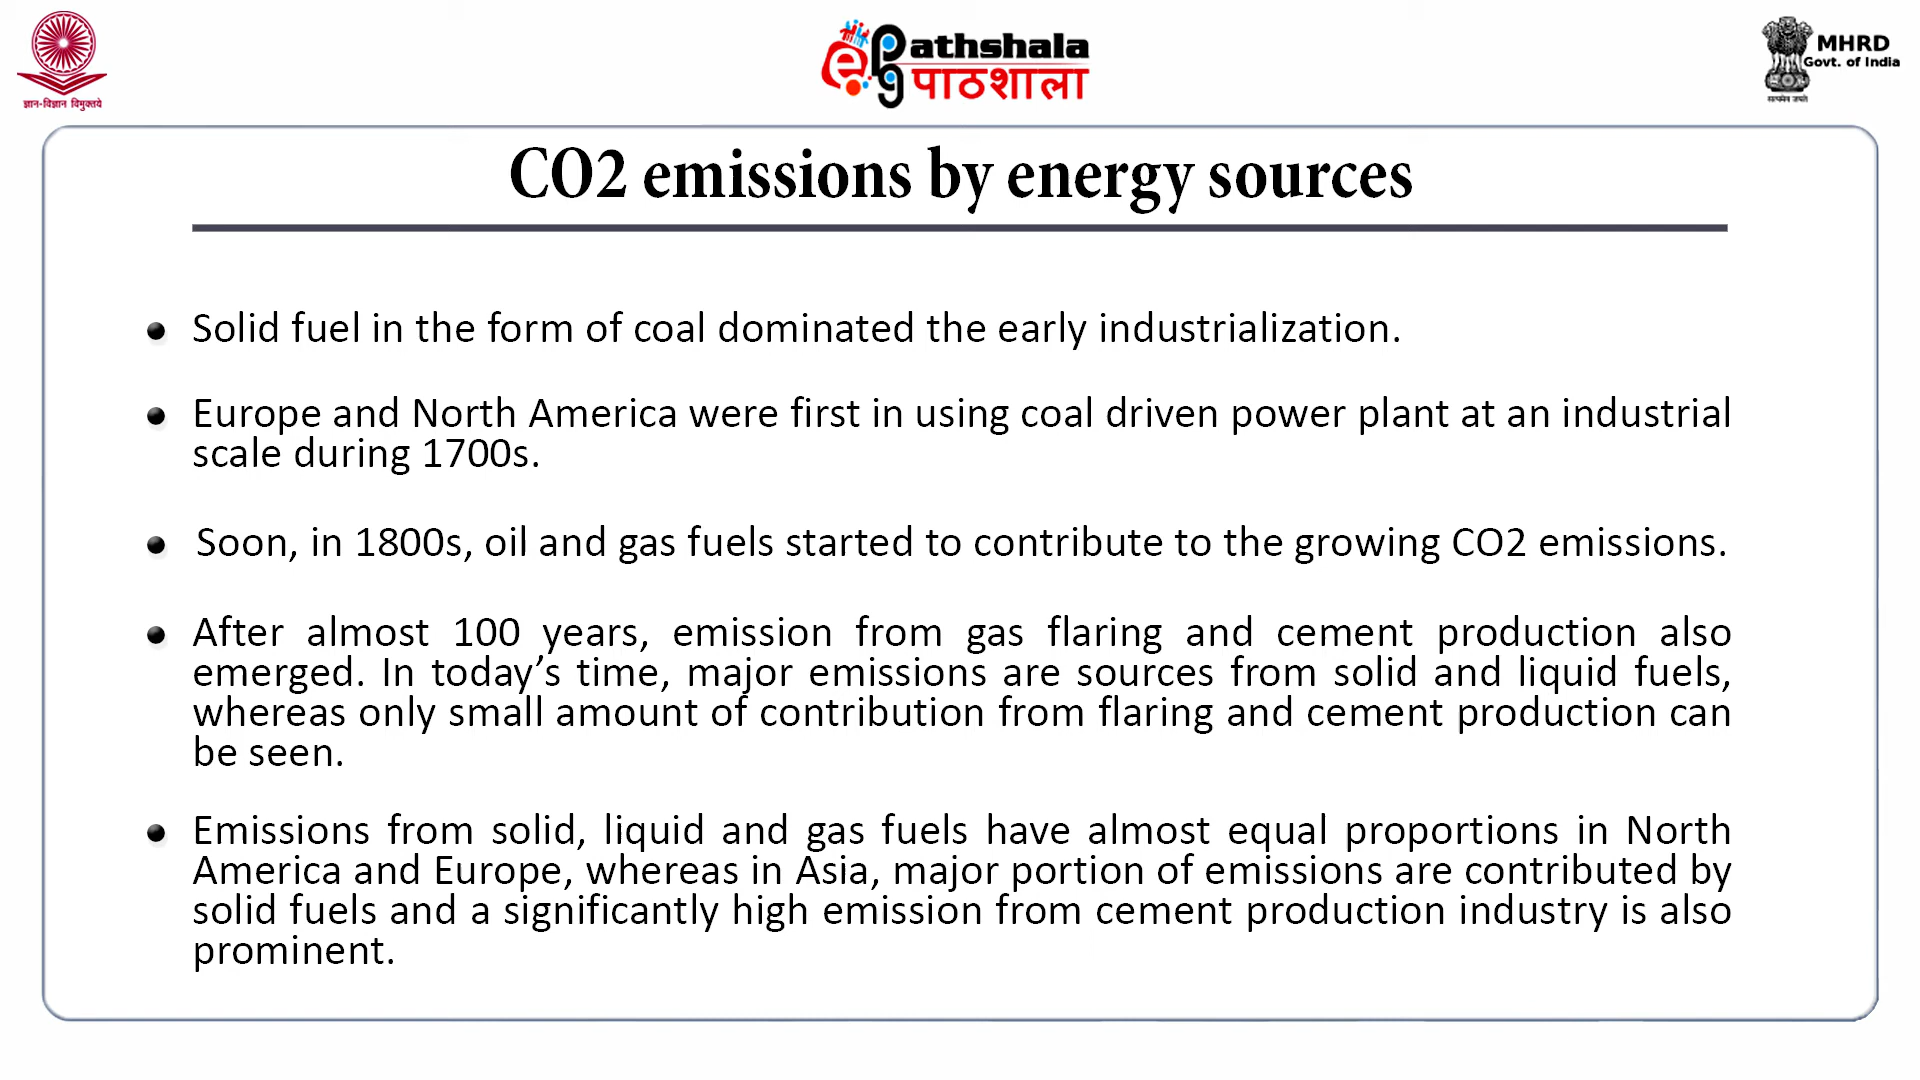 ज्ञान-विज्ञान विमुक्तये
ePG Pathshala
पाठशाला
MHRD
Govt. of India
सत्यमेव जयते
CO2 emissions by energy sources
Solid fuel in the form of coal dominated the early industrialization.
Europe and North America were first in using coal driven power plant at an industrial
scale during 1700s.
Soon, in 1800s, oil and gas fuels started to contribute to the growing CO2 emissions.
After almost 100 years, emission from gas flaring and cement production also
emerged. In today’s time, major emissions are sources from solid and liquid fuels,
whereas only small amount of contribution from flaring and cement production can
be seen.
Emissions from solid, liquid and gas fuels have almost equal proportions in North
America and Europe, whereas in Asia, major portion of emissions are contributed by
solid fuels and a significantly high emission from cement production industry is also
prominent.